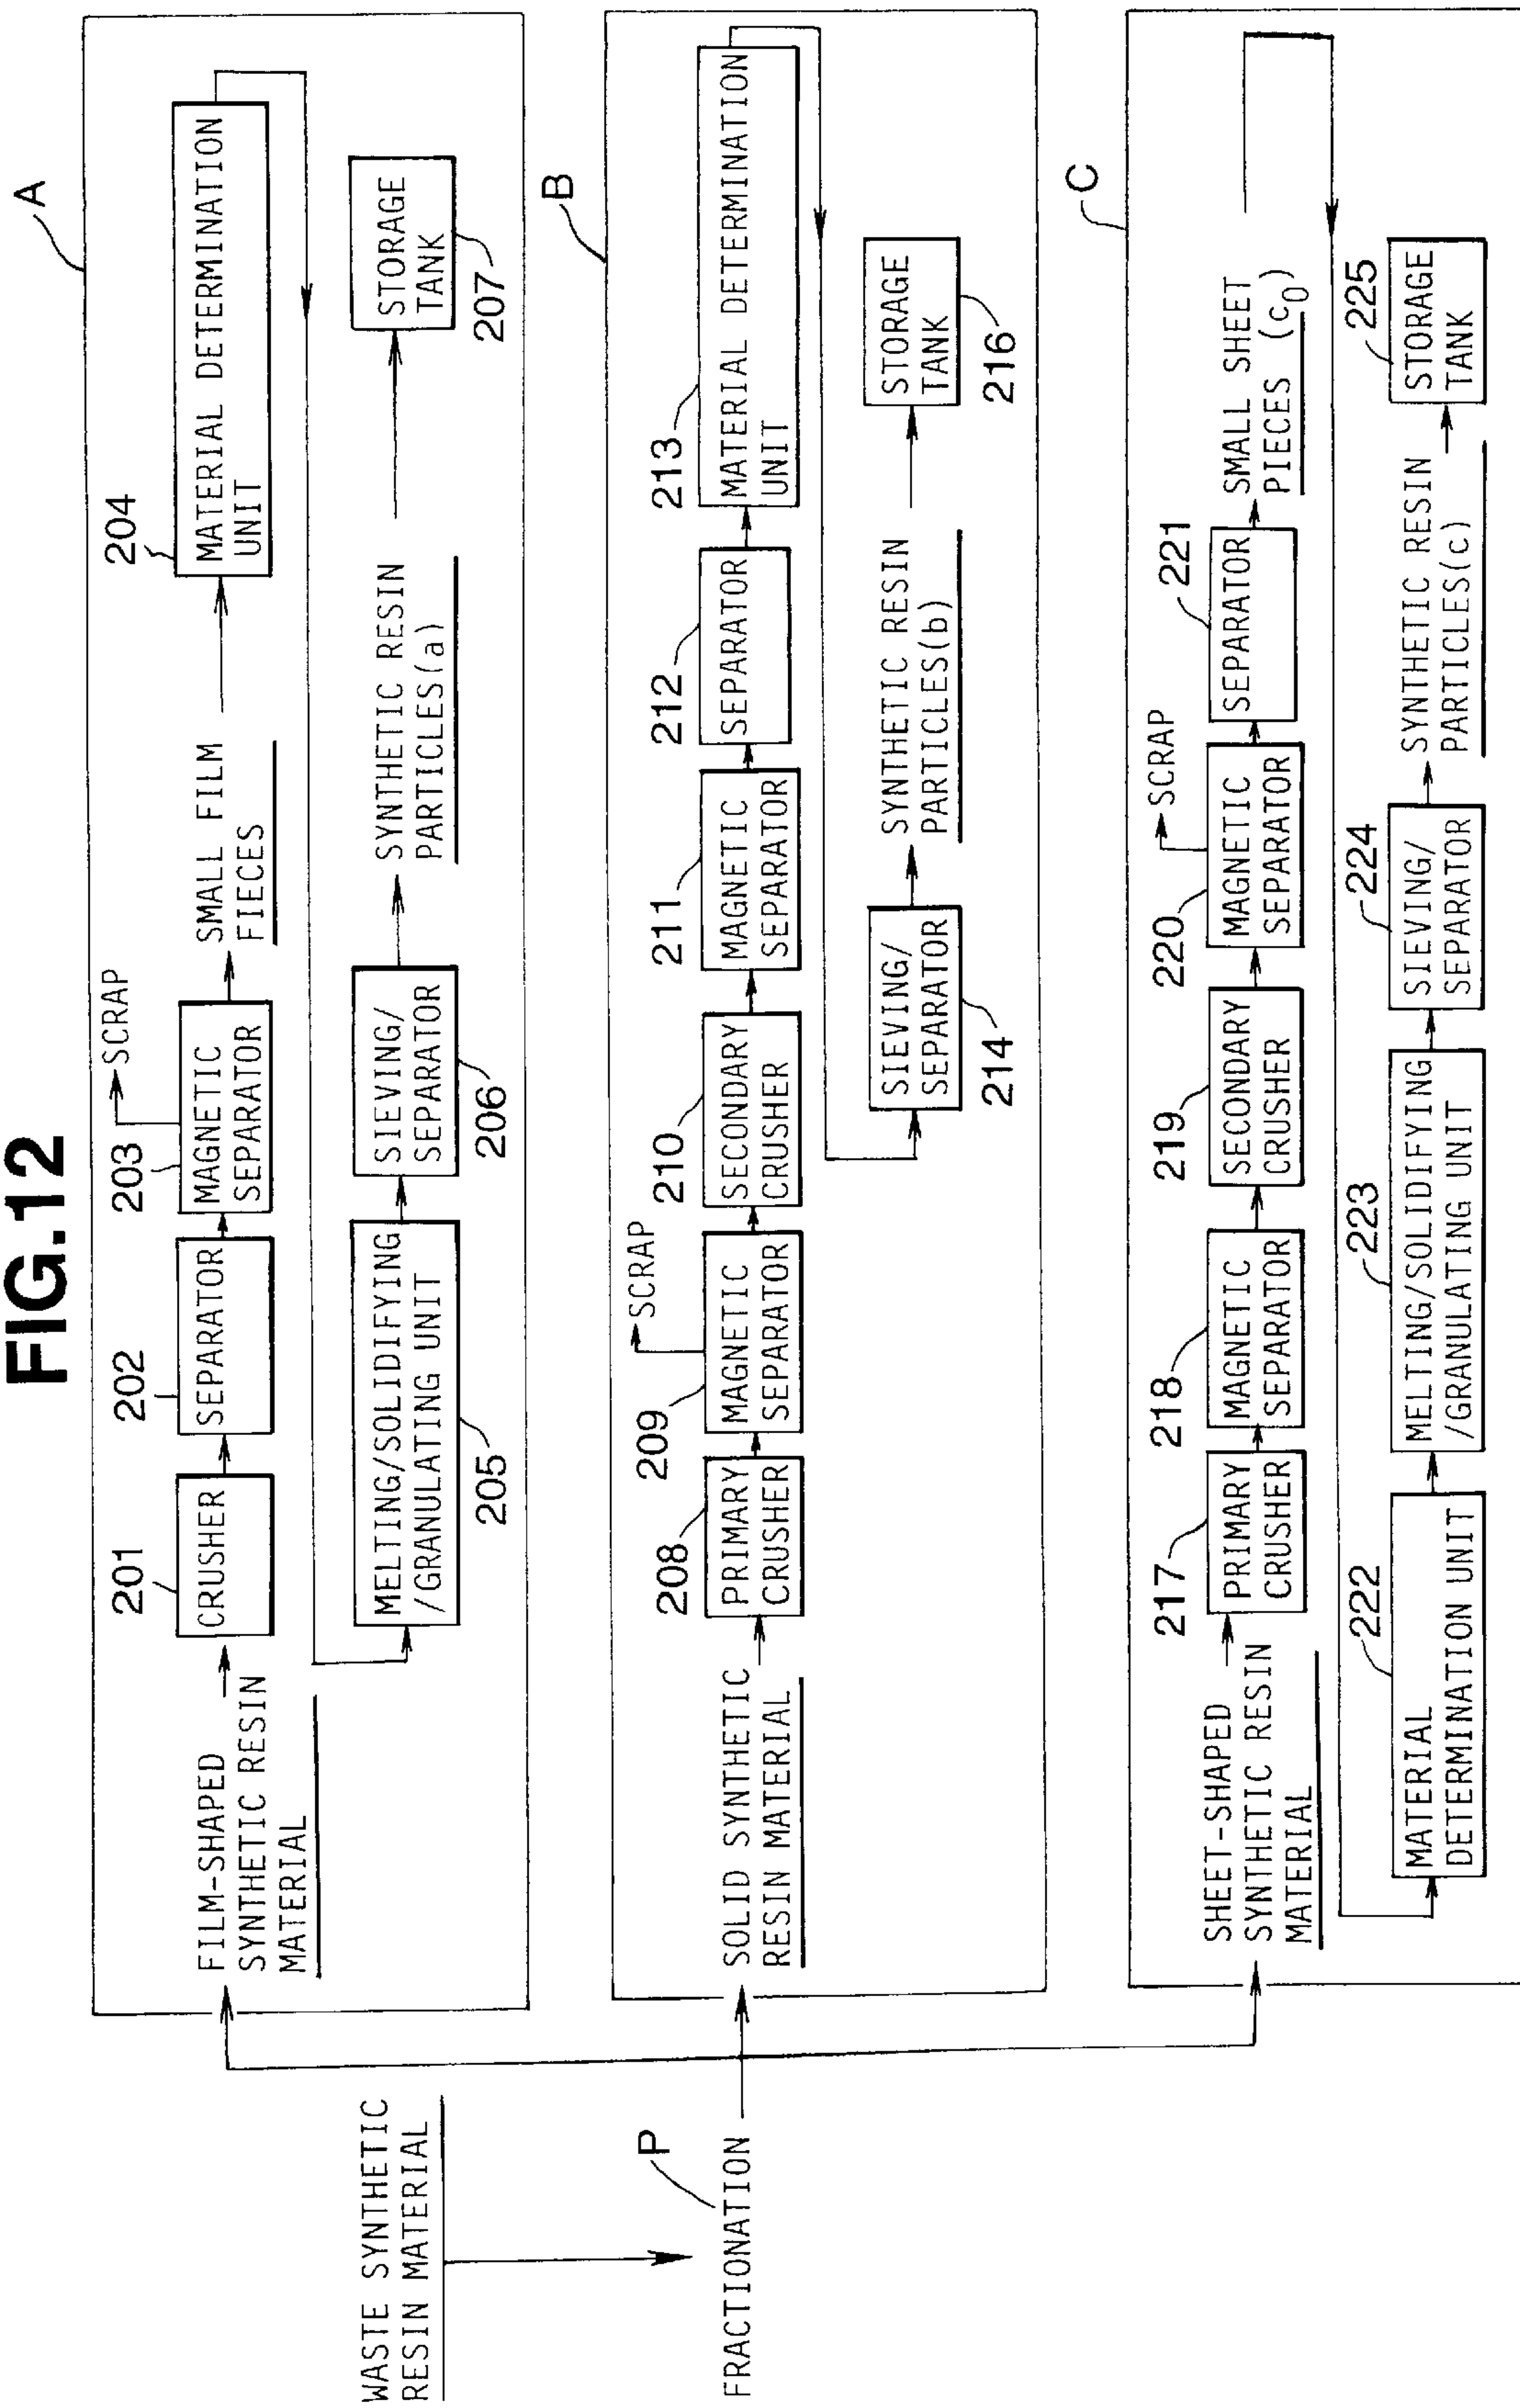 FIG.12
WASTE SYNTHETIC
RESIN MATERIAL
FRACTIONATION
P
A
FILM-SHAPED
SYNTHETIC RESIN
MATERIAL
201
CRUSHER
202
SEPARATOR
203
MAGNETIC
SEPARATOR
SCRAP
SMALL FILM
FIECES
204
MATERIAL DETERMINATION
UNIT
MELTING/SOLIDIFYING
/GRANULATING UNIT
205
SIEVING/
SEPARATOR
206
SYNTHETIC RESIN
PARTICLES(a)
STORAGE
TANK
207
B
SOLID SYNTHETIC
RESIN MATERIAL
208
PRIMARY
CRUSHER
209
MAGNETIC
SEPARATOR
SCRAP
210
SECONDARY
CRUSHER
211
MAGNETIC
SEPARATOR
212
SEPARATOR
213
MATERIAL DETERMINATION
UNIT
SIEVING/
SEPARATOR
214
SYNTHETIC RESIN
PARTICLES(b)
STORAGE
TANK
216
C
SHEET-SHAPED
SYNTHETIC RESIN
MATERIAL
217
PRIMARY
CRUSHER
218
MAGNETIC
SEPARATOR
219
SECONDARY
CRUSHER
220
MAGNETIC
SEPARATOR
SCRAP
221
SEPARATOR
SMALL SHEET
PIECES (c₀)
222
MATERIAL
DETERMINATION UNIT
223
MELTING/SOLIDIFYING
/GRANULATING UNIT
224
SIEVING/
SEPARATOR
SYNTHETIC RESIN
PARTICLES(c)
225
STORAGE
TANK